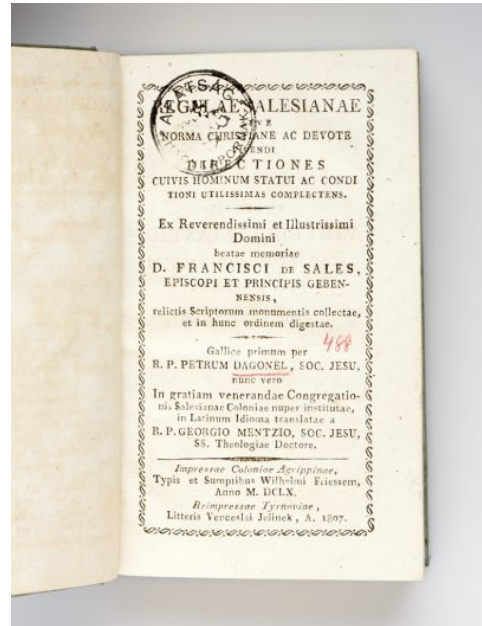 REGULAE SALESIANAE
SIVE
NORMA CHRISTIANE AC DEVOTE
VIVENDI
DIRECTIONES
CUIVIS HOMINUM STATUI AC CONDI
TIONI UTILISSIMAS COMPLECTENS.
Ex Reverendissimi et Illustrissimi
Domini
beatae memoriae
D. FRANCISCI DE SALES,
EPISCOPI ET PRINCIPIS GEBEN-
NENSIS,
relictis Scriptorum monumentis collectae,
et in hunc ordinem digestae.
488
Gallice primum per
R. P. PETRUM DAGONEL, SOC. JESU,
nunc vero
In gratiam venerandae Congregatio-
nis Salesianae Coloniae nuper institutae,
in Latinum Idioma translatae a
R. P. GEORGIO MENTZIO, SOC. JESU,
SS. Theologiae Doctore.
Impressae Coloniae Agrippinae,
Typis et Sumptibus Wilhelmi Friessem,
Anno M. DCLX.
Reimpressae Tyrnaviae,
Litteris Venceslai Jelinek, A. 1807.